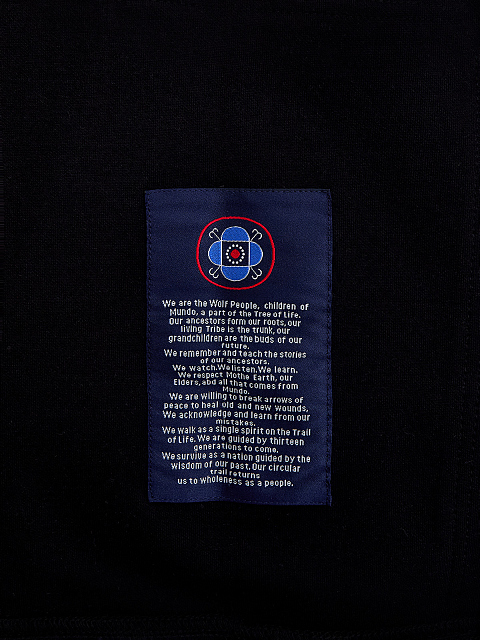 We are the Wolf People, children of
Mundo, a part of the Tree of Life.
Our ancestors form our roots, our
living Tribe is the trunk, our
grandchildren are the buds of our
future.
We remember and teach the stories
of our ancestors.
We watch. We listen. We learn.
We respect Mothe Earth, our
Elders, abd all that comes from
Mundo.
We are willing to break arrows of
peace to heal old and new wounds,
We acknowledge and learn from our
mistakes.
We walk as a single spirit on the Trail
of Life. We are guided by thirteen
generations to come,
We survive as a nation guided by the
wisdom of our past. Our circular
trail returns
us to wholeness as a people.